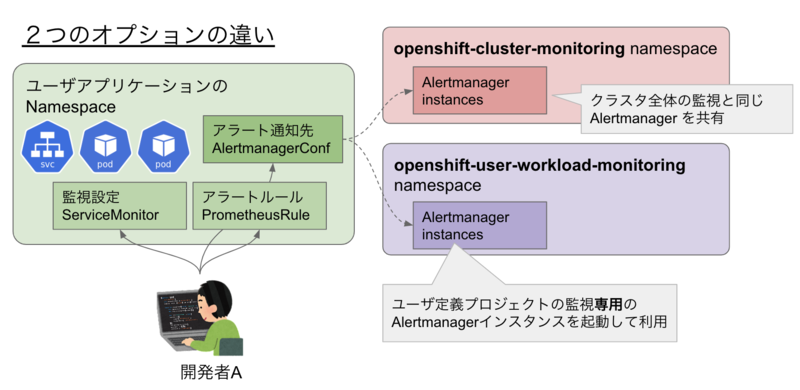 ２つのオプションの違い
ユーザアプリケーションの
Namespace
svc
pod
pod
アラート通知先
AlertmanagerConf
監視設定
ServiceMonitor
アラートルール
PrometheusRule
開発者A
openshift-cluster-monitoring namespace
Alertmanager
instances
クラスタ全体の監視と同じ
Alertmanager を共有
openshift-user-workload-monitoring
namespace
Alertmanager
instances
ユーザ定義プロジェクトの監視専用の
Alertmanagerインスタンスを起動して利用